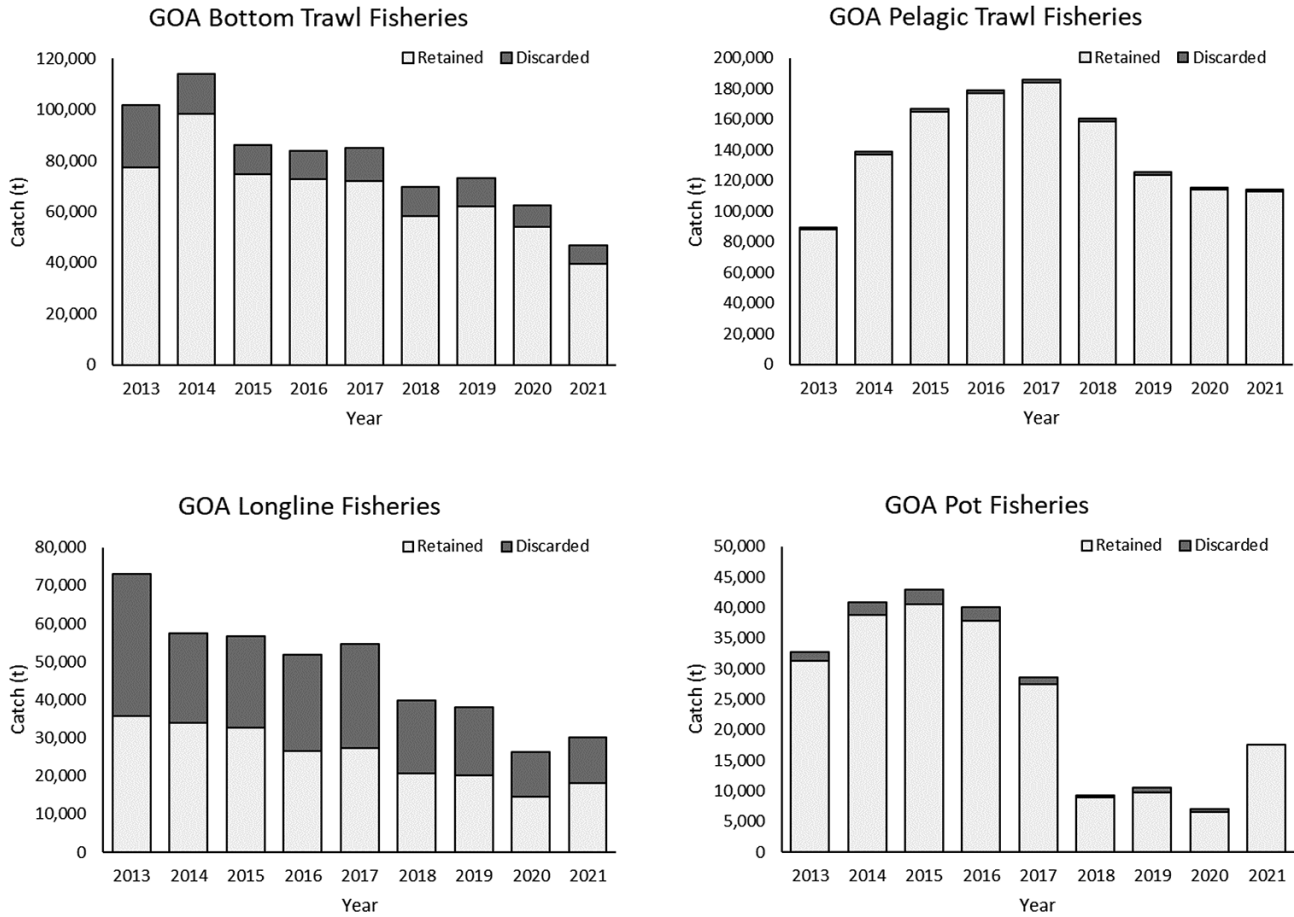 GOA Bottom Trawl Fisheries
Retained Discarded
120,000
100,000
80,000
60,000
40,000
20,000
0
Catch (t)
2013 2014 2015 2016 2017 2018 2019 2020 2021
Year
GOA Pelagic Trawl Fisheries
Retained Discarded
200,000
180,000
160,000
140,000
120,000
100,000
80,000
60,000
40,000
20,000
0
Catch (t)
2013 2014 2015 2016 2017 2018 2019 2020 2021
Year
GOA Longline Fisheries
Retained Discarded
80,000
70,000
60,000
50,000
40,000
30,000
20,000
10,000
0
Catch (t)
2013 2014 2015 2016 2017 2018 2019 2020 2021
Year
GOA Pot Fisheries
Retained Discarded
50,000
45,000
40,000
35,000
30,000
25,000
20,000
15,000
10,000
5,000
0
Catch (t)
2013 2014 2015 2016 2017 2018 2019 2020 2021
Year